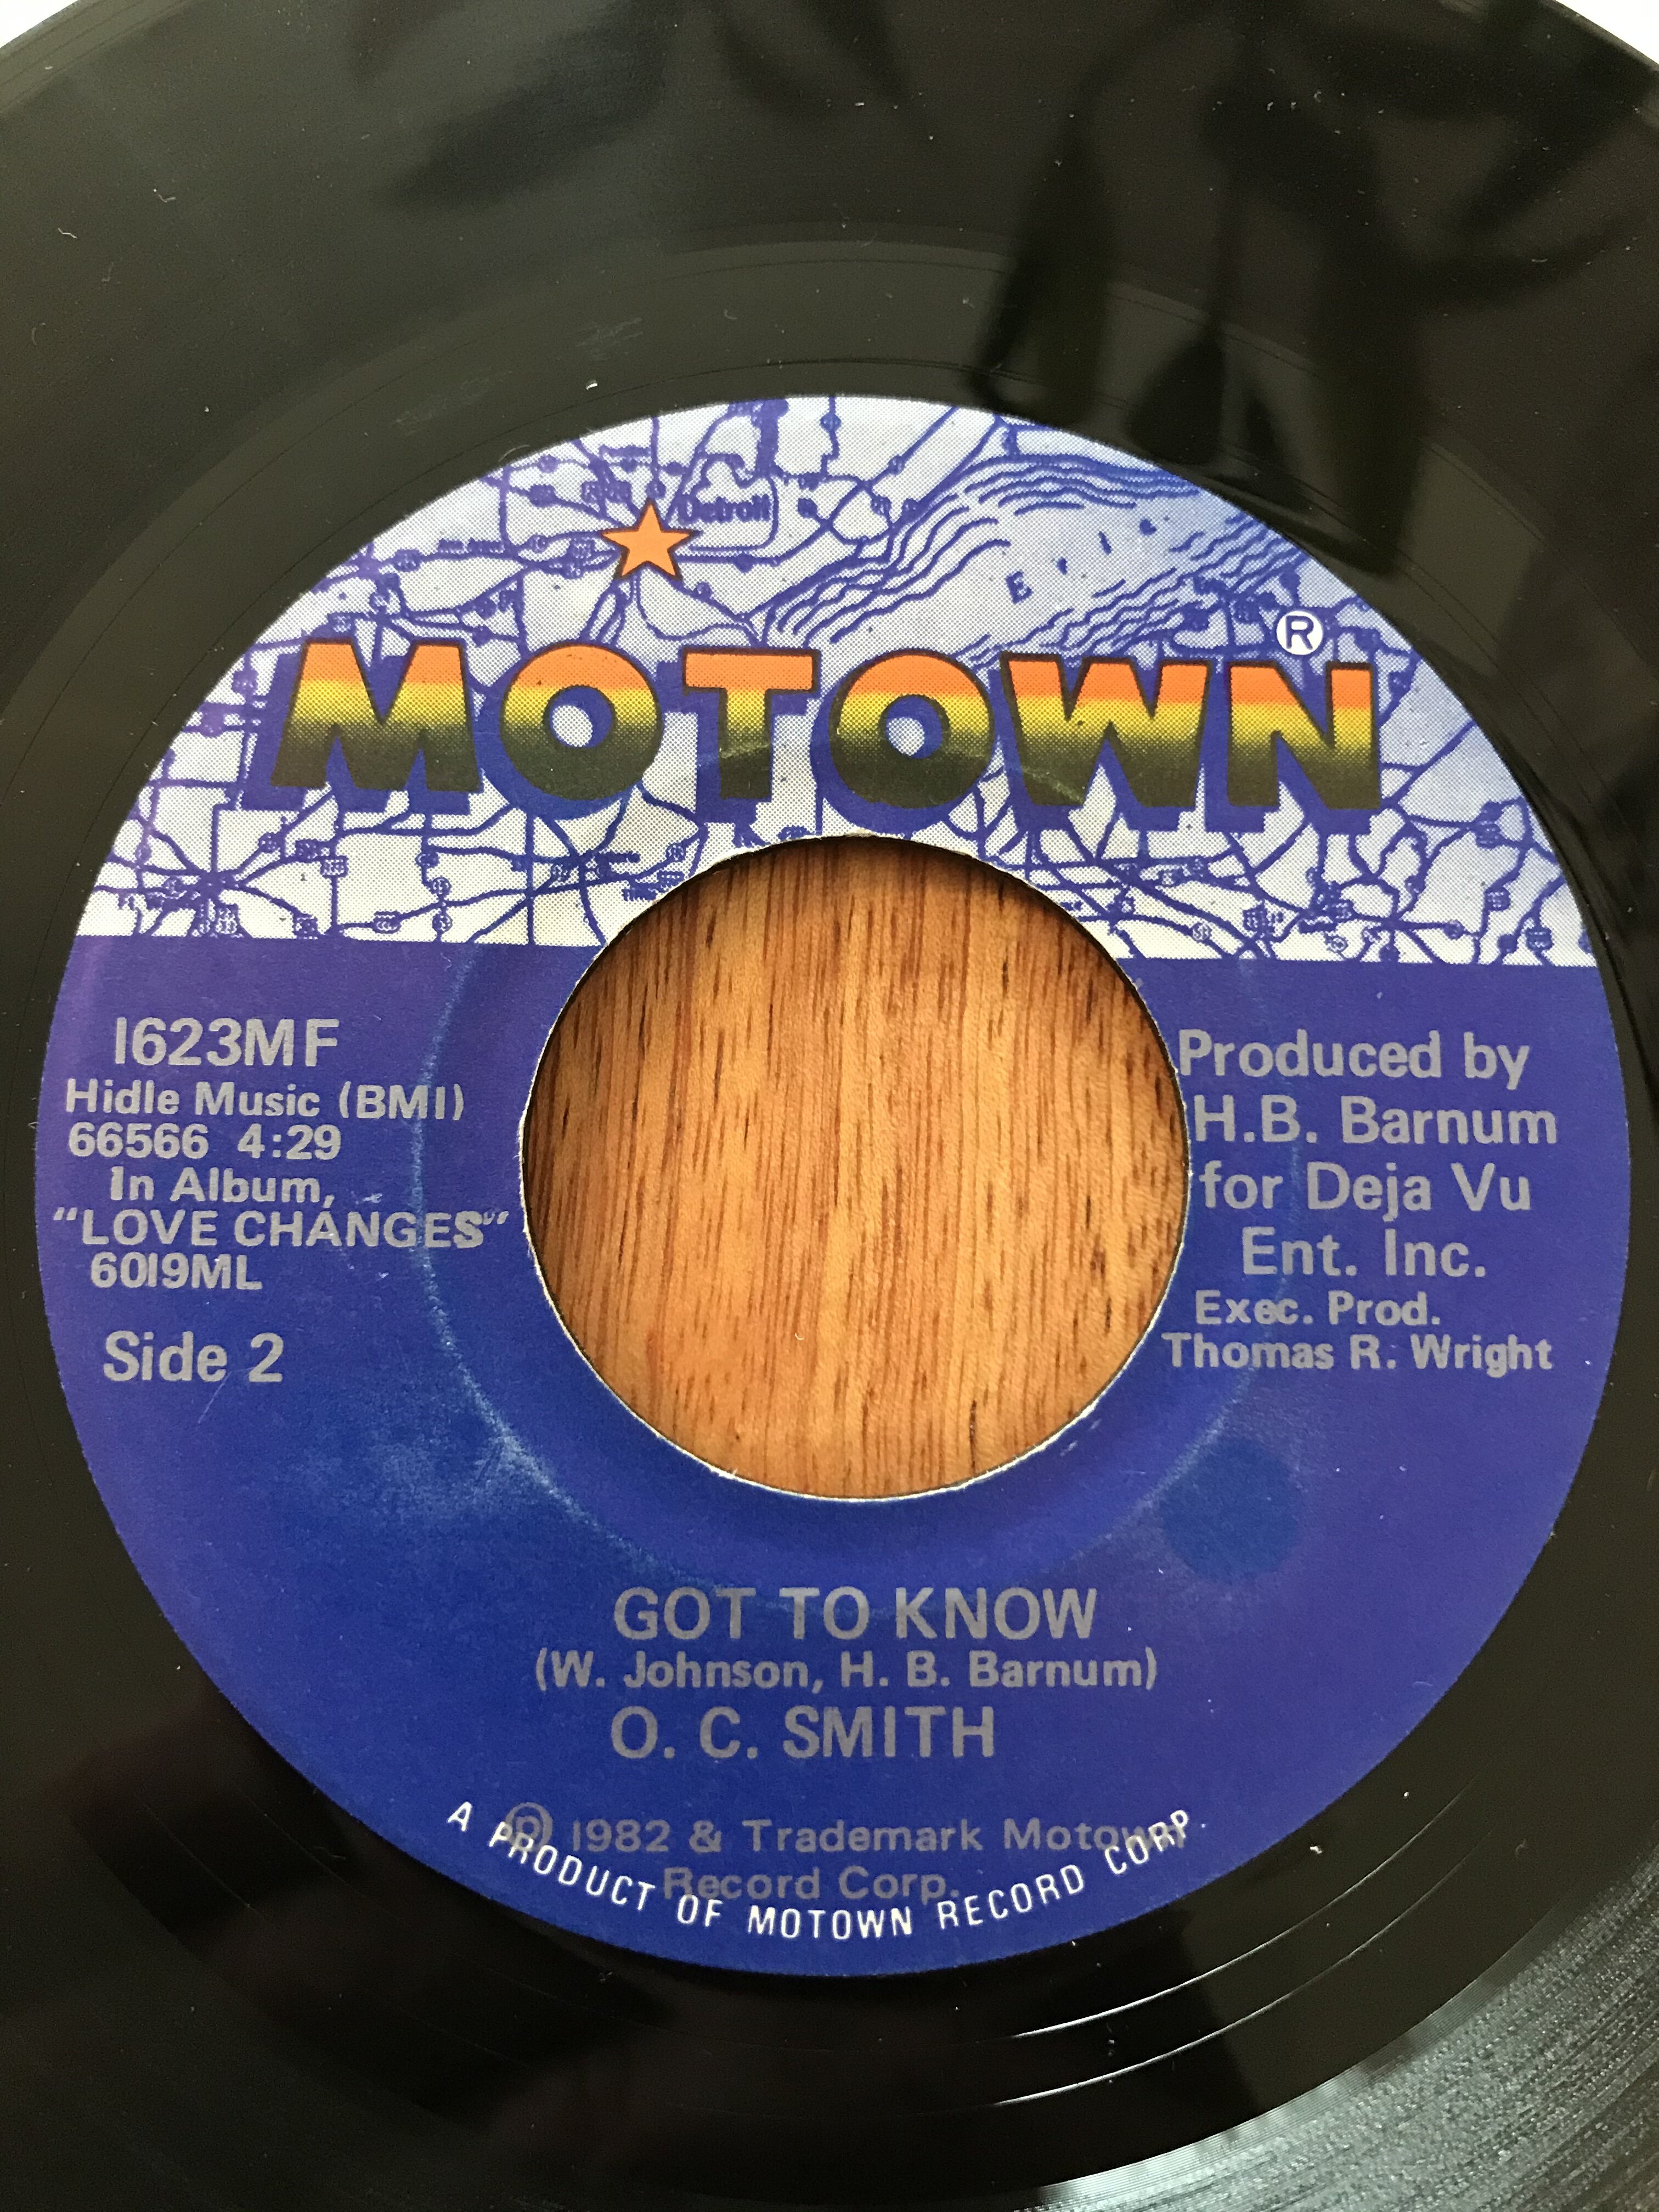 Detroit
E r i e
MOTOWN®
1623MF
Hidle Music (BMI)
66566 4:29
In Album,
"LOVE CHANGES"
6019ML
Side 2
Produced by
H.B. Barnum
for Deja Vu
Ent. Inc.
Exec. Prod.
Thomas R. Wright
GOT TO KNOW
(W. Johnson, H. B. Barnum)
O. C. SMITH
℗ 1982 & Trademark Motown
Record Corp.
A PRODUCT OF MOTOWN RECORD CORP.